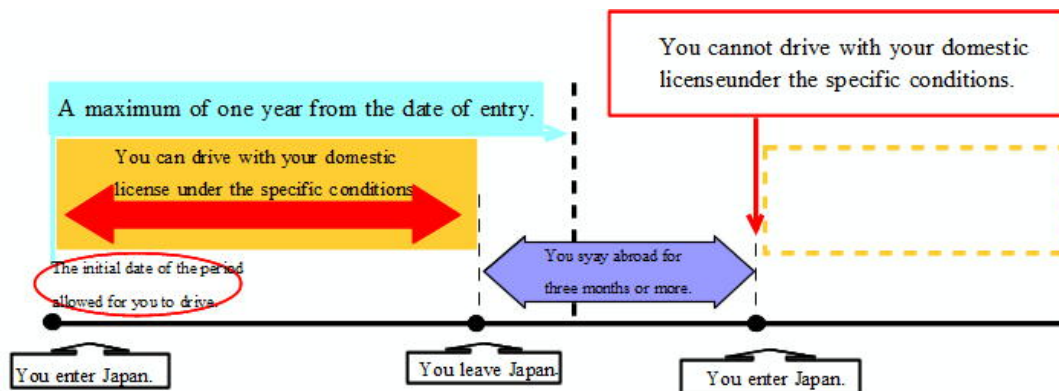 You cannot drive with your domestic
licenseunder the specific conditions.
A maximum of one year from the date of entry.
You can drive with your domestic
license under the specific conditions
The initial date of the period
allowed for you to drive.
You syay abroad for
three months or more.
You enter Japan.
You leave Japan.
You enter Japan.